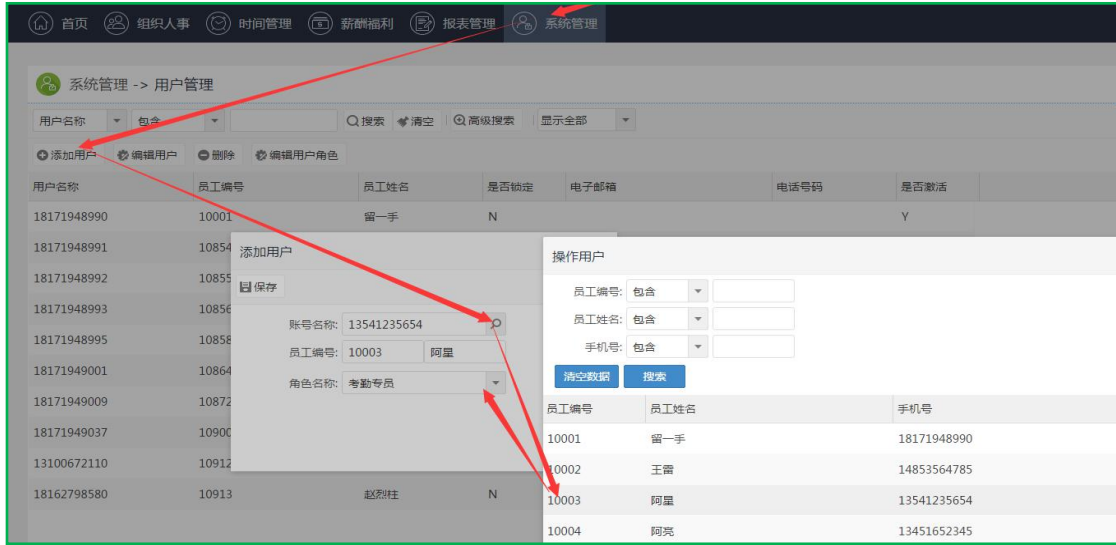 首页 组织人事 时间管理 薪酬福利 报表管理 系统管理
系统管理 -> 用户管理
用户名称 包含 搜索 清空 高级搜索 显示全部
添加用户 编辑用户 删除 编辑用户角色
用户名称 员工编号 员工姓名 是否锁定 电子邮箱 电话号码 是否激活
18171948990 10001 留一手 N Y
18171948991 10854
18171948992 10855
18171948993 10856
18171948995 10858
18171949001 10864
18171949009 10872
18171949037 10900
13100672110 10912
18162798580 10913 赵烈柱 N
添加用户
保存
账号名称: 13541235654
员工编号: 10003 阿星
角色名称: 考勤专员
操作用户
员工编号: 包含
员工姓名: 包含
手机号: 包含
清空数据 搜索
员工编号 员工姓名 手机号
10001 留一手 18171948990
10002 王雷 14853564785
10003 阿星 13541235654
10004 阿亮 13451652345